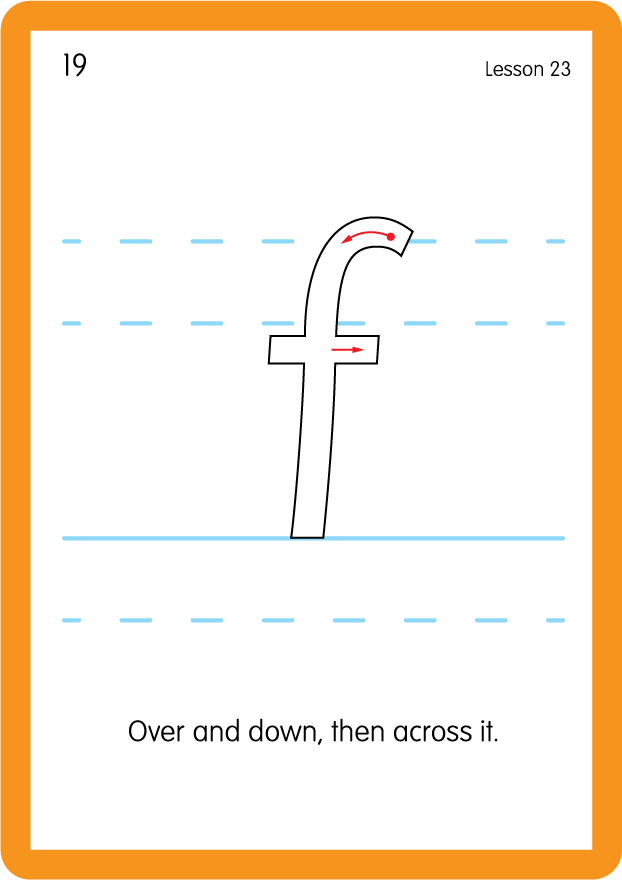 19
Lesson 23
f
Over and down, then across it.